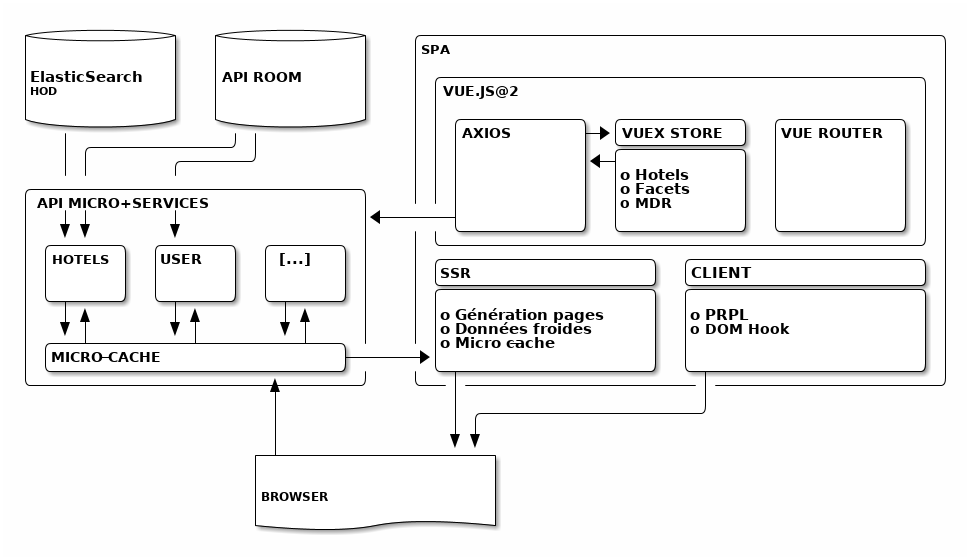 ElasticSearch
HOD
API ROOM
SPA
VUE.JS@2
AXIOS
VUEX STORE
o Hotels
o Facets
o MDR
VUE ROUTER
API MICRO+SERVICES
HOTELS
USER
[...]
MICRO-CACHE
SSR
o Génération pages
o Données froides
o Micro cache
CLIENT
o PRPL
o DOM Hook
BROWSER